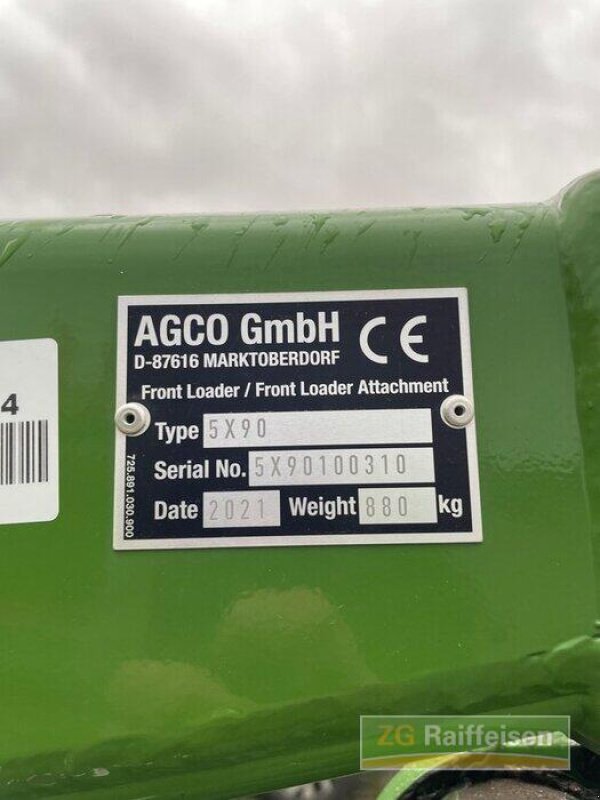 AGCO GmbH
D-87616 MARKTOBERDORF
CE
Front Loader / Front Loader Attachment
Type 5X90
Serial No. 5X90100310
Date 2021 Weight 880 kg
725.891.030.900
4
ZG Raiffeisen